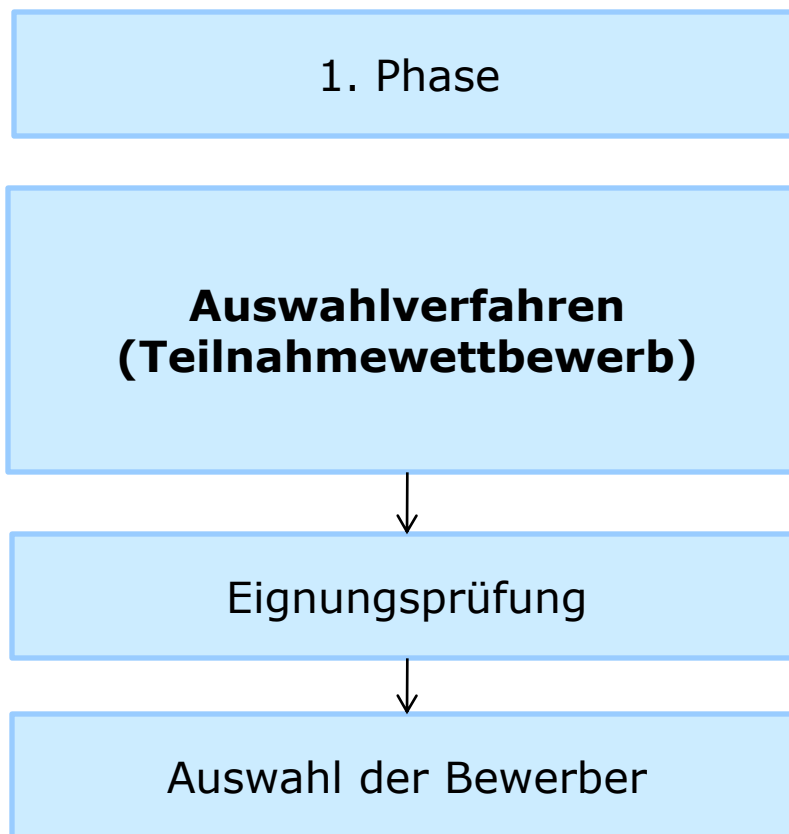 1. Phase
Auswahlverfahren
(Teilnahmewettbewerb)
Eignungsprüfung
Auswahl der Bewerber